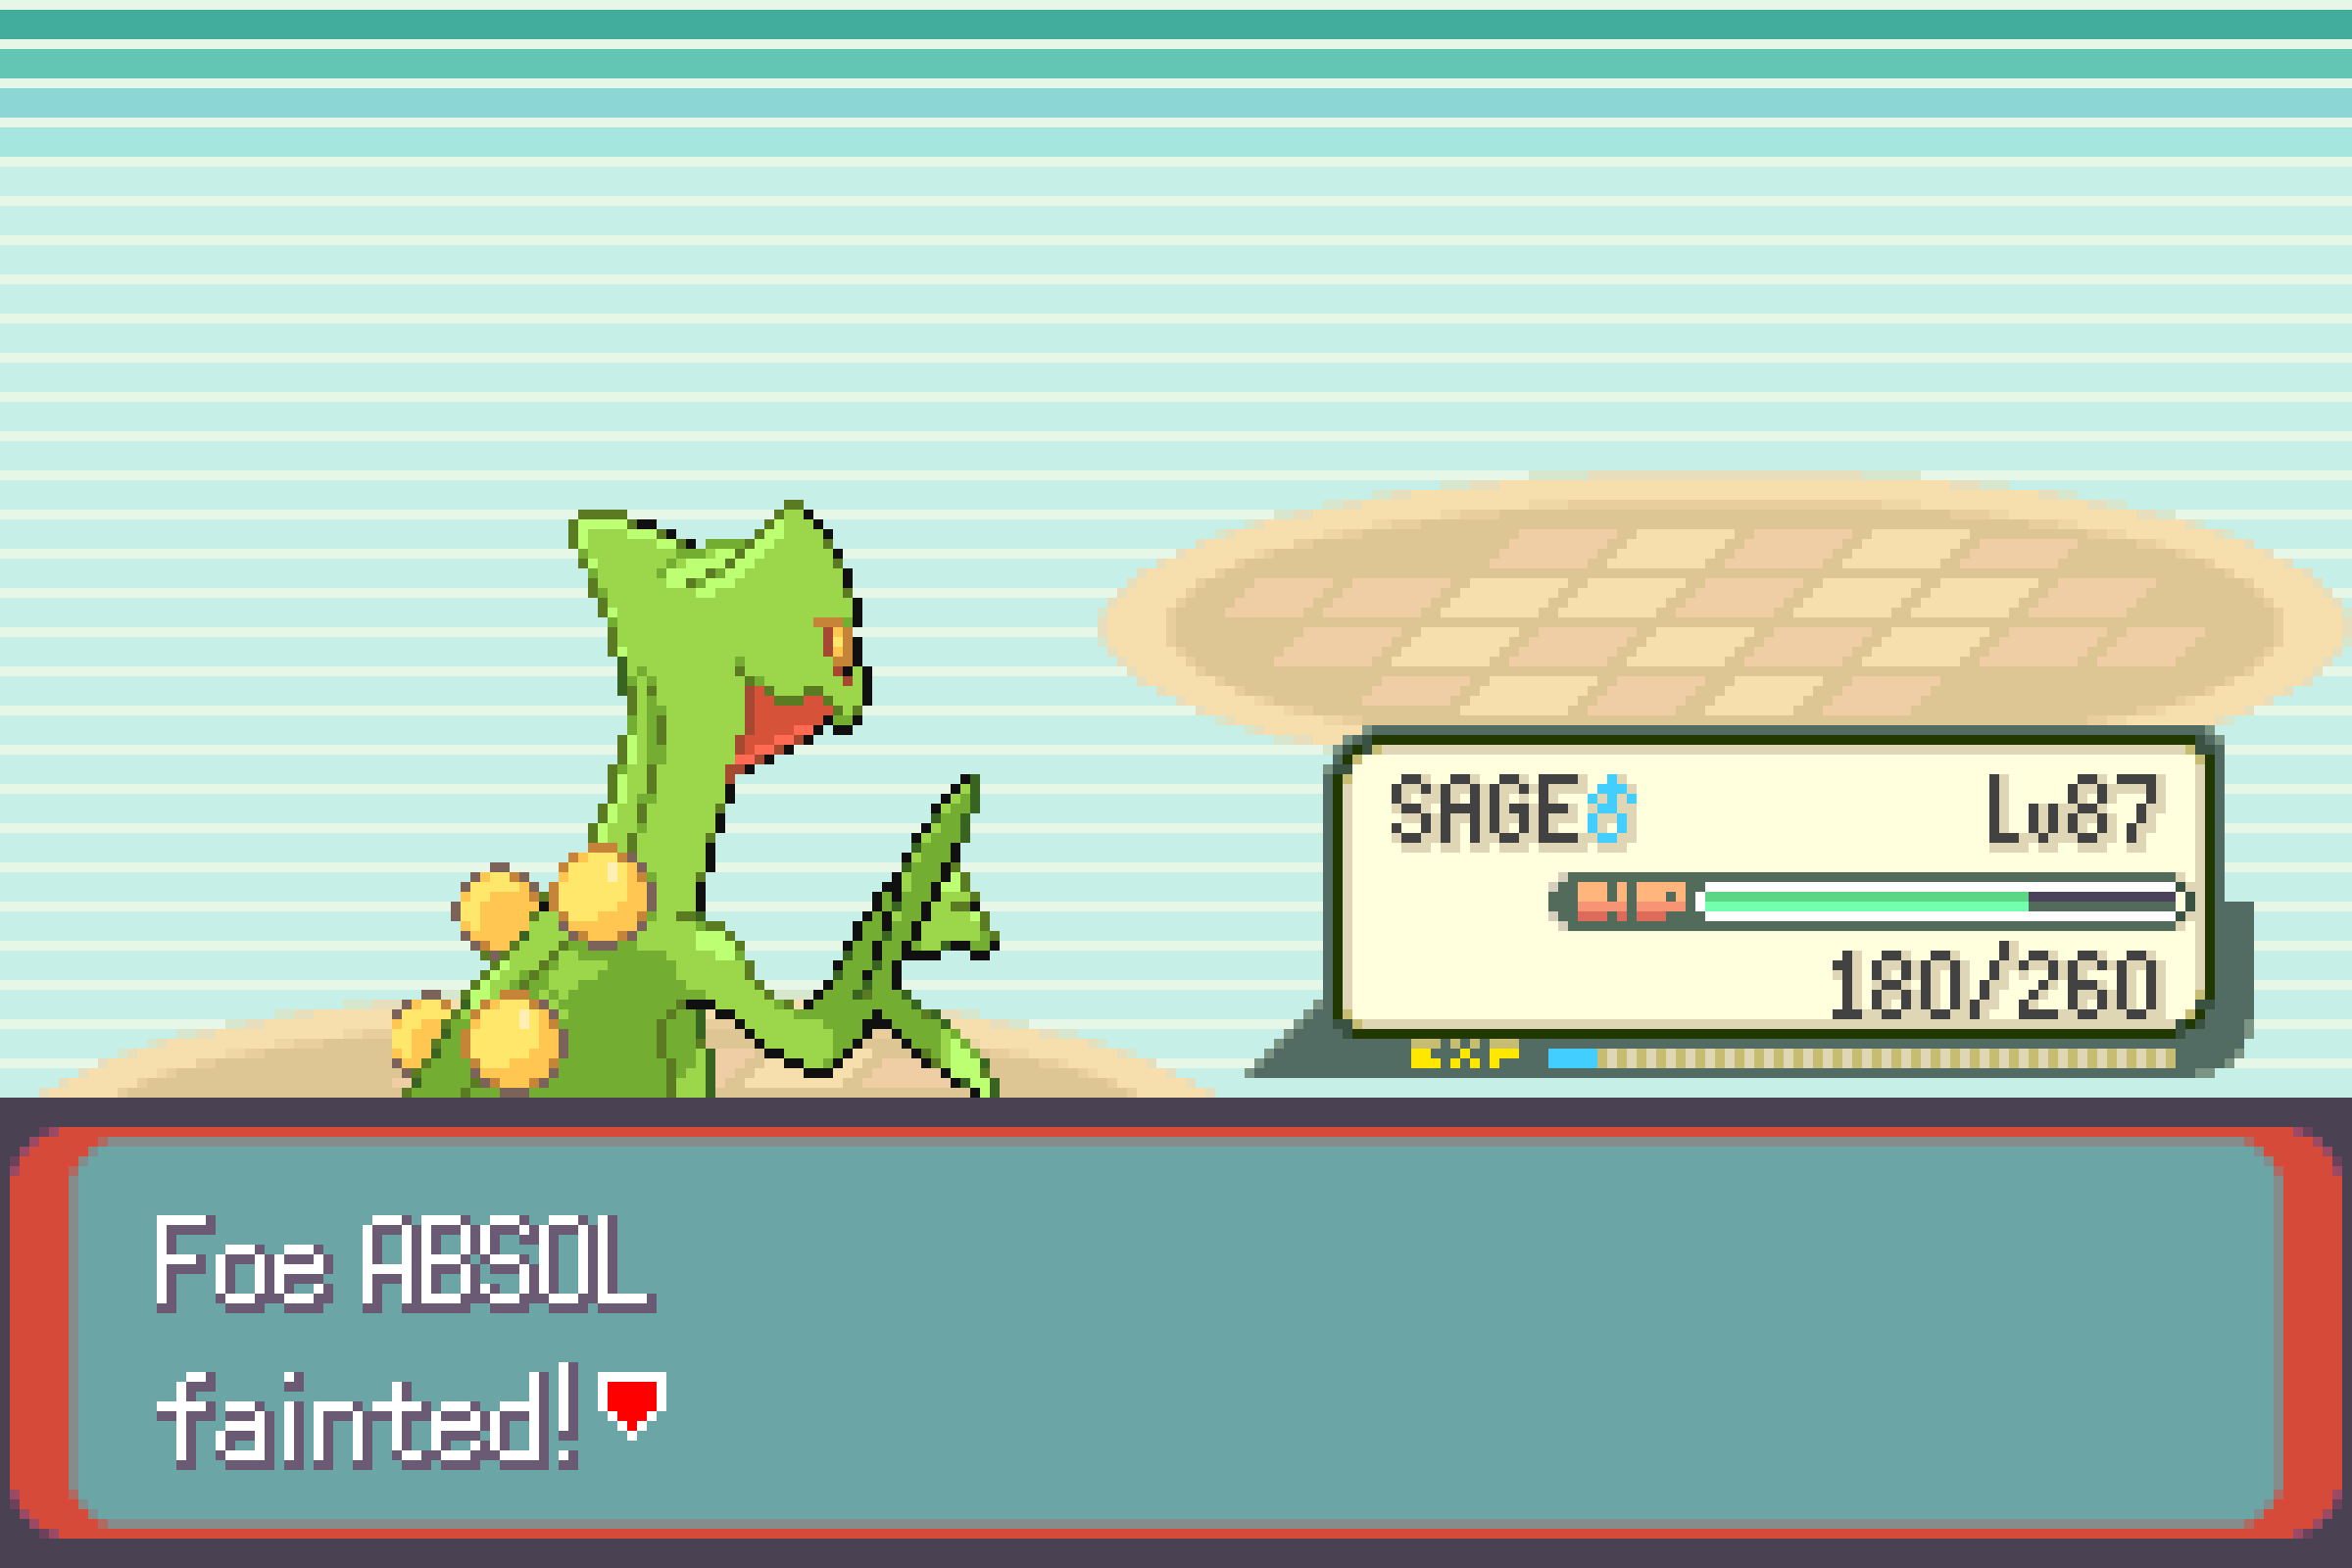 SAGE♂ Lv87
HP
180/260
EXP
Foe ABSOL
fainted!